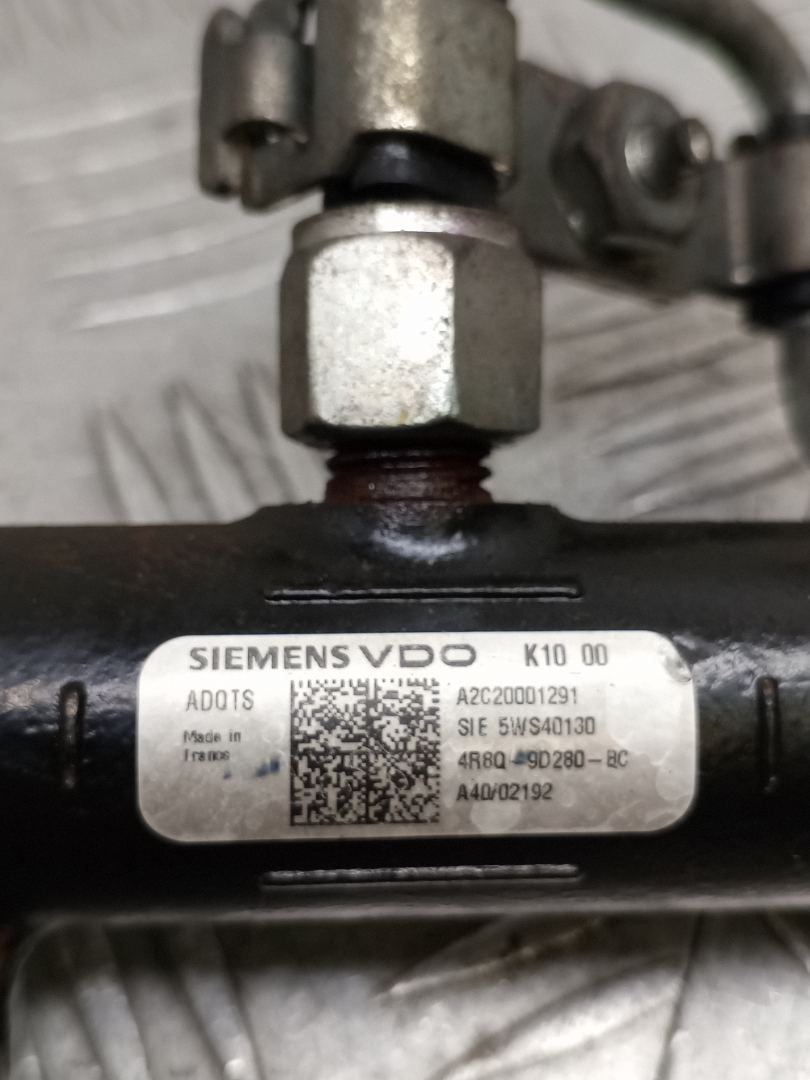 SIEMENS VDO K10 00
ADQTS
Made in
France
A2C20001291
SIE 5WS40130
4R8Q-9D280-BC
A40/02192